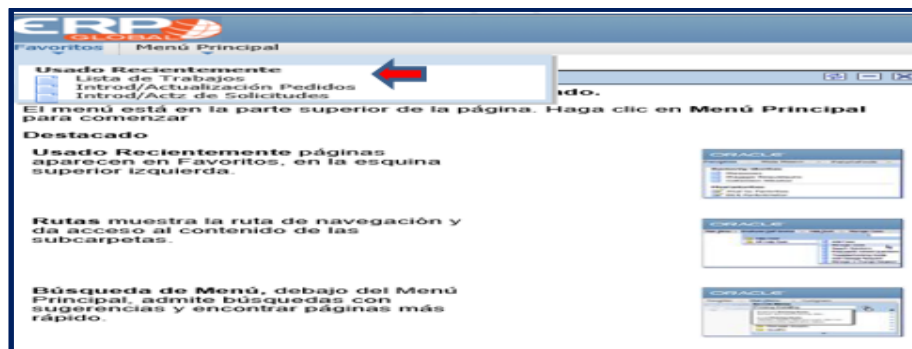 ERP
GLOBAL
Favoritos Menú Principal
Usado Recientemente
Lista de Trabajos
Introd/Actualización Pedidos
Introd/Actz de Solicitudes
do.
El menú está en la parte superior de la página. Haga clic en Menú Principal
para comenzar
Destacado
Usado Recientemente páginas
aparecen en Favoritos, en la esquina
superior izquierda.
ORACLE
Rutas muestra la ruta de navegación y
da acceso al contenido de las
subcarpetas.
ORACLE
Búsqueda de Menú, debajo del Menú
Principal, admite búsquedas con
sugerencias y encontrar páginas más
rápido.
ORACLE